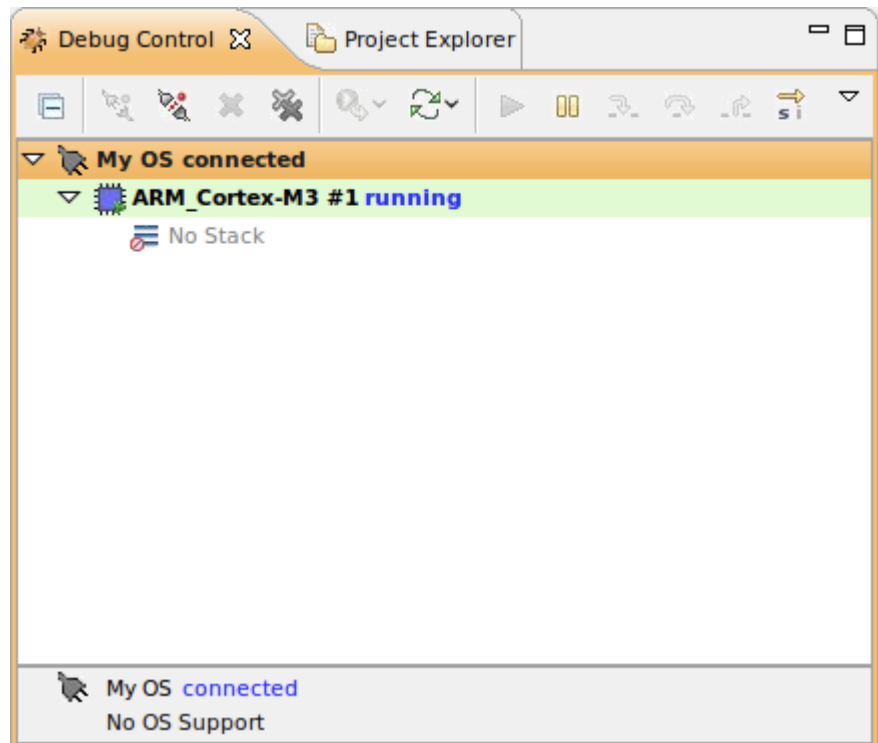 Debug Control Project Explorer
s i
My OS connected
ARM_Cortex-M3 #1 running
No Stack
My OS connected
No OS Support